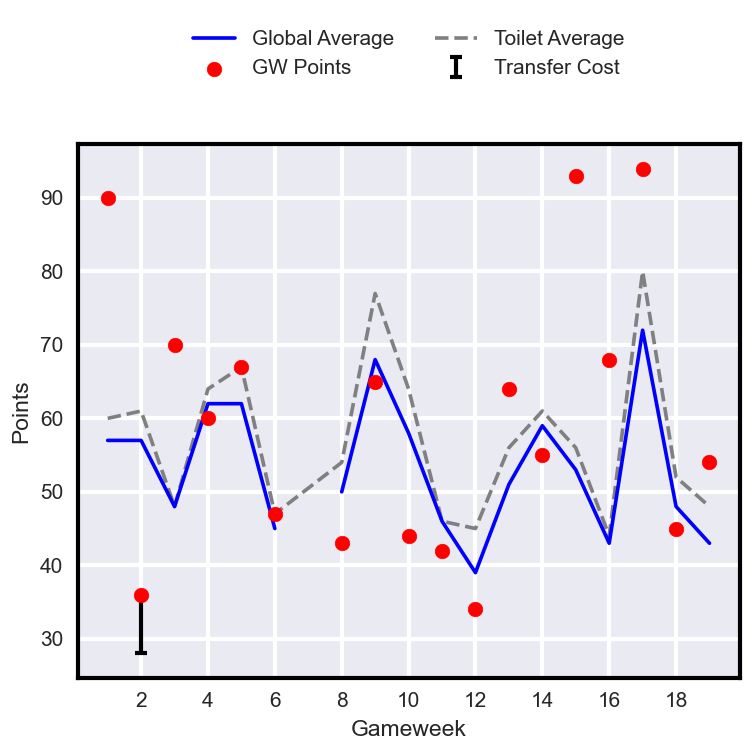 Global Average
GW Points
Toilet Average
Transfer Cost
90
80
70
60
50
40
30
Points
2 4 6 8 10 12 14 16 18
Gameweek